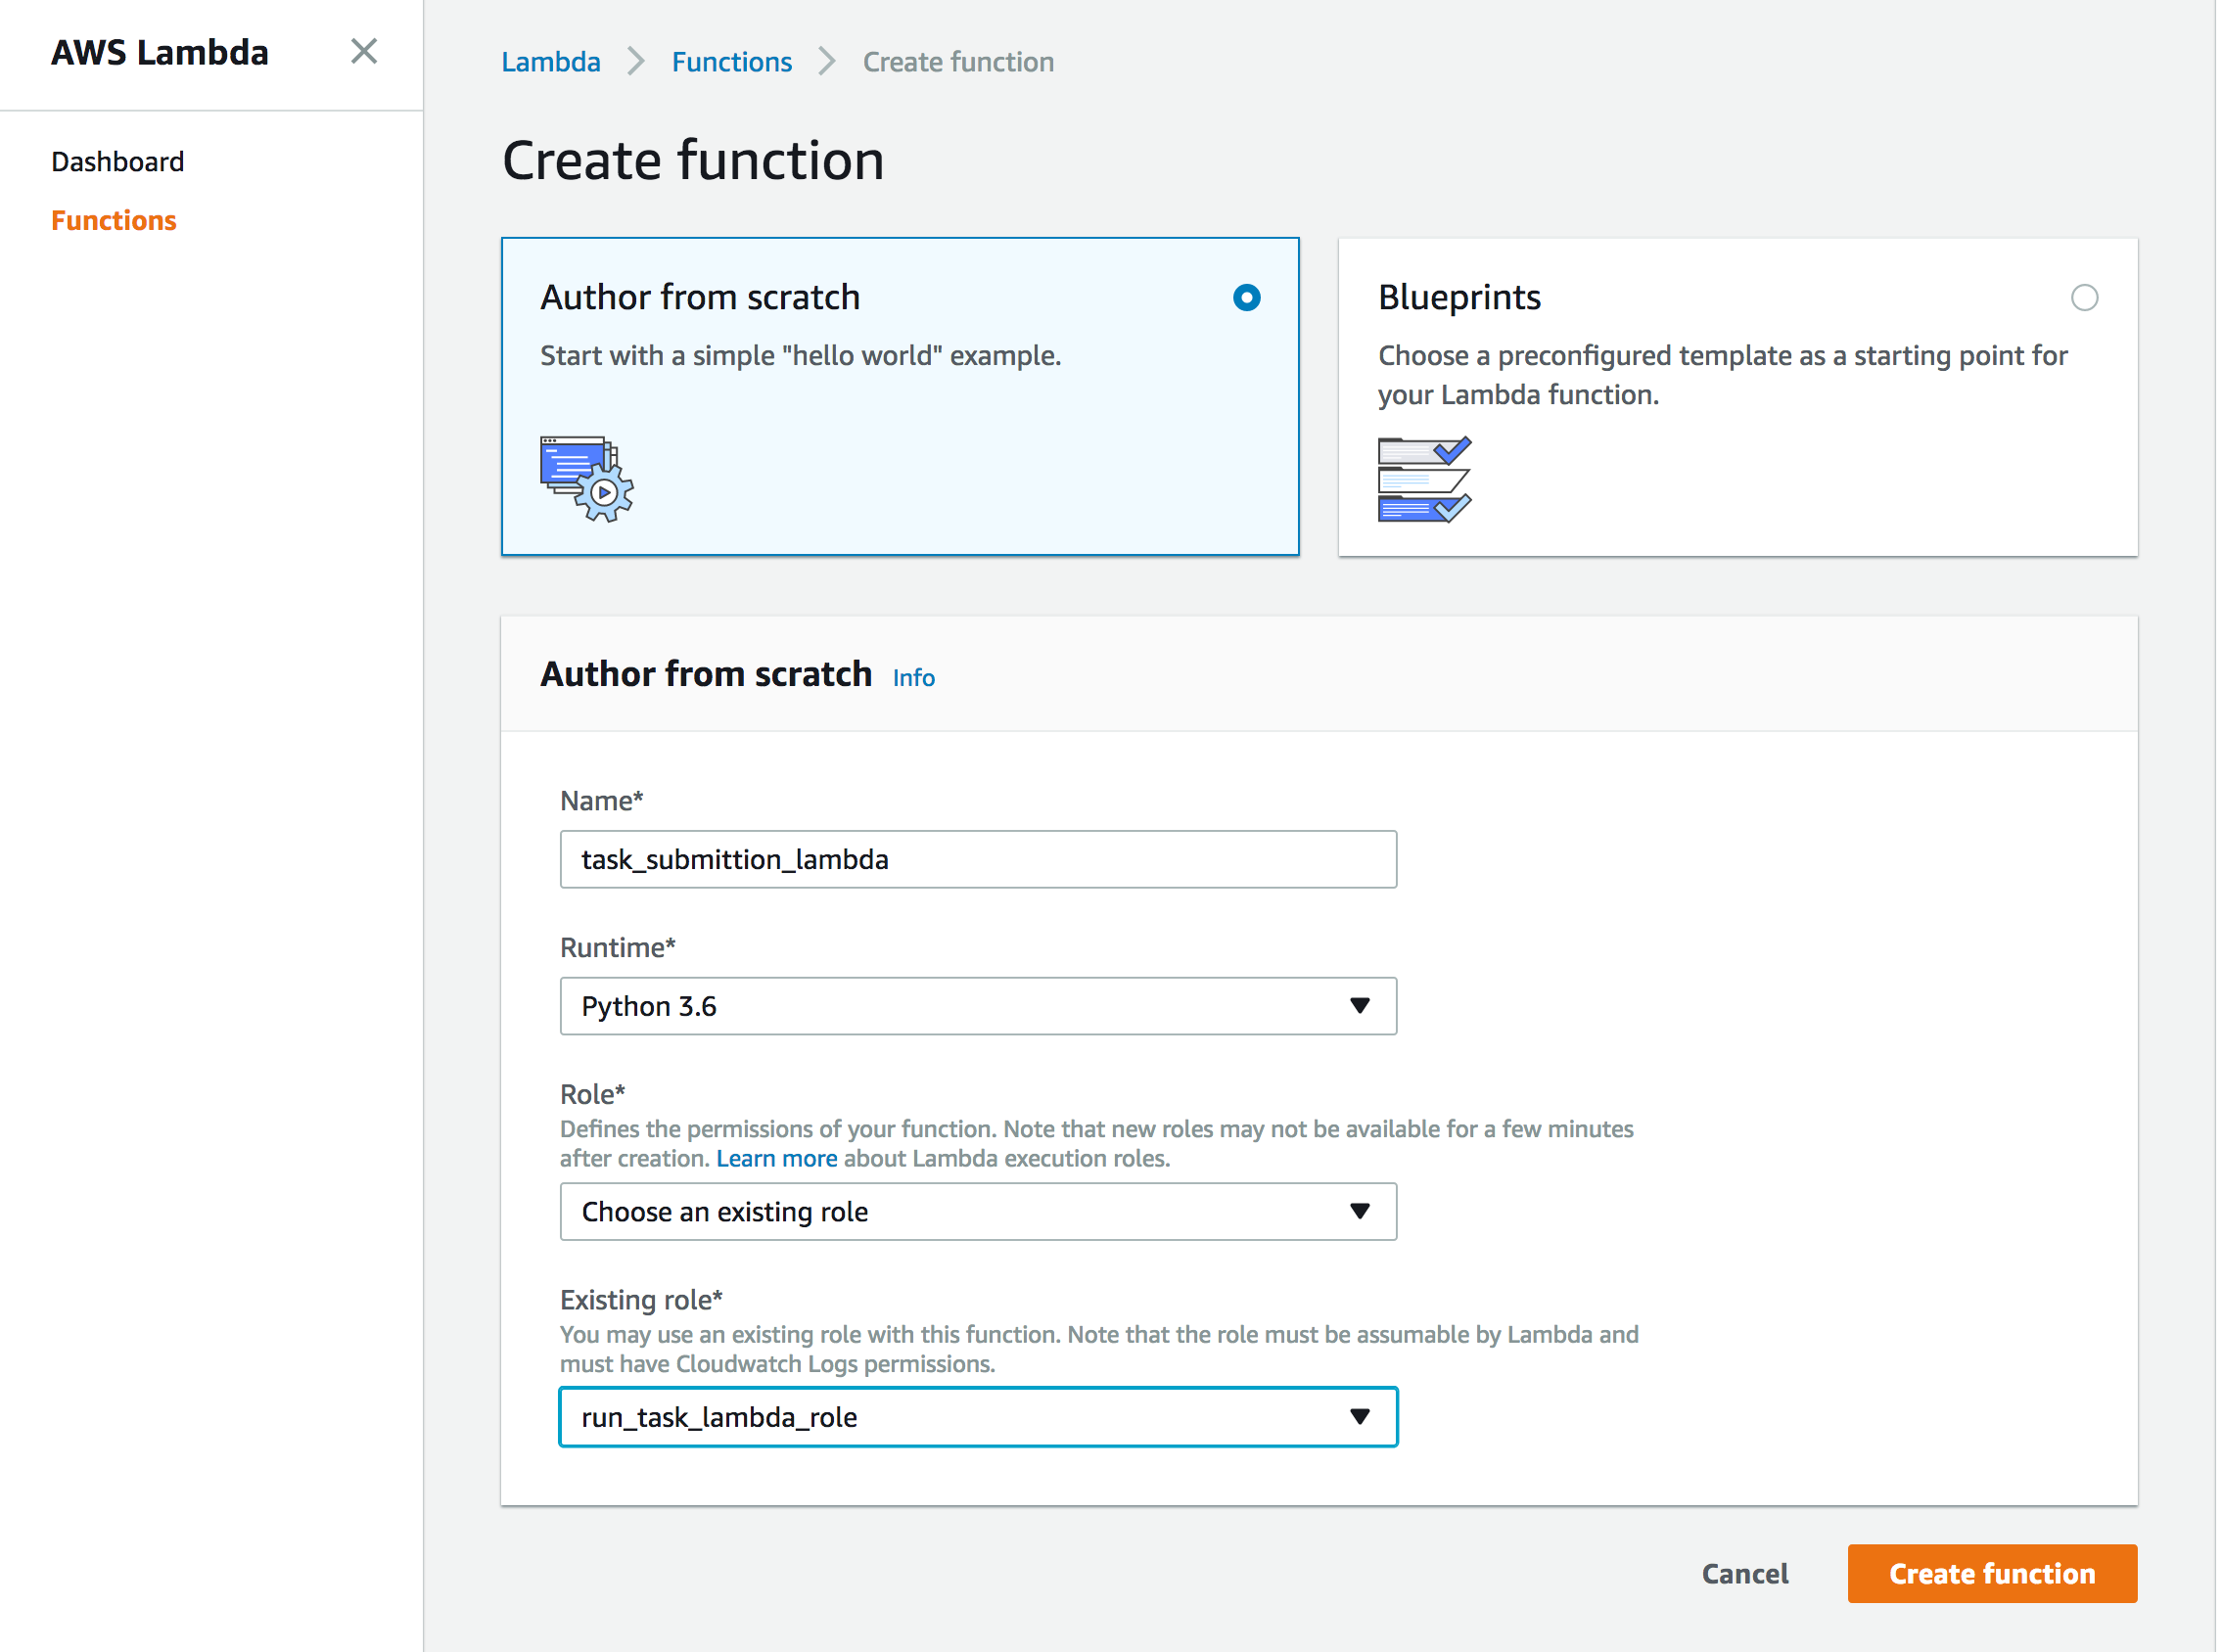 AWS Lambda
Dashboard
Functions
Lambda > Functions > Create function
Create function
Author from scratch
Start with a simple "hello world" example.
Blueprints
Choose a preconfigured template as a starting point for
your Lambda function.
Author from scratch Info
Name*
task_submittion_lambda
Runtime*
Python 3.6
Role*
Defines the permissions of your function. Note that new roles may not be available for a few minutes
after creation. Learn more about Lambda execution roles.
Choose an existing role
Existing role*
You may use an existing role with this function. Note that the role must be assumable by Lambda and
must have Cloudwatch Logs permissions.
run_task_lambda_role
Cancel
Create function